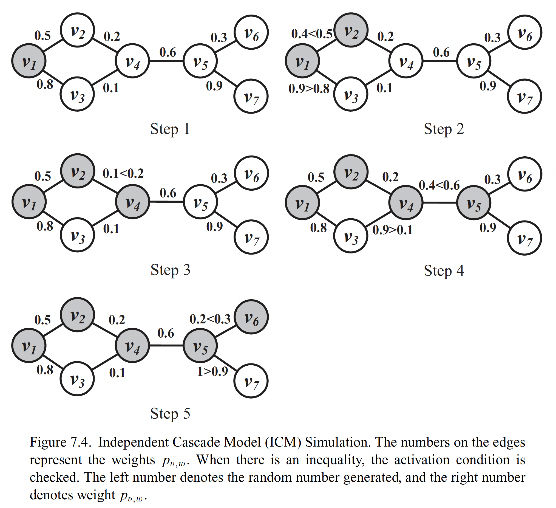 0.5 v2 0.2 0.3 v6
v1 v4 0.6 v5
0.8 v3 0.1 0.9 v7
Step 1
0.4<0.5 v2 0.2 0.3 v6
v1 v4 0.6 v5
0.9>0.8 v3 0.1 0.9 v7
Step 2
0.5 v2 0.1<0.2 0.3 v6
v1 v4 0.6 v5
0.8 v3 0.1 0.9 v7
Step 3
0.5 v2 0.2 0.4<0.6 0.3 v6
v1 v4 v5
0.8 v3 0.9>0.1 0.9 v7
Step 4
0.5 v2 0.2 0.2<0.3 v6
v1 v4 0.6 v5
0.8 v3 0.1 1>0.9 v7
Step 5
Figure 7.4. Independent Cascade Model (ICM) Simulation. The numbers on the edges
represent the weights pv,w. When there is an inequality, the activation condition is
checked. The left number denotes the random number generated, and the right number
denotes weight pv,w.